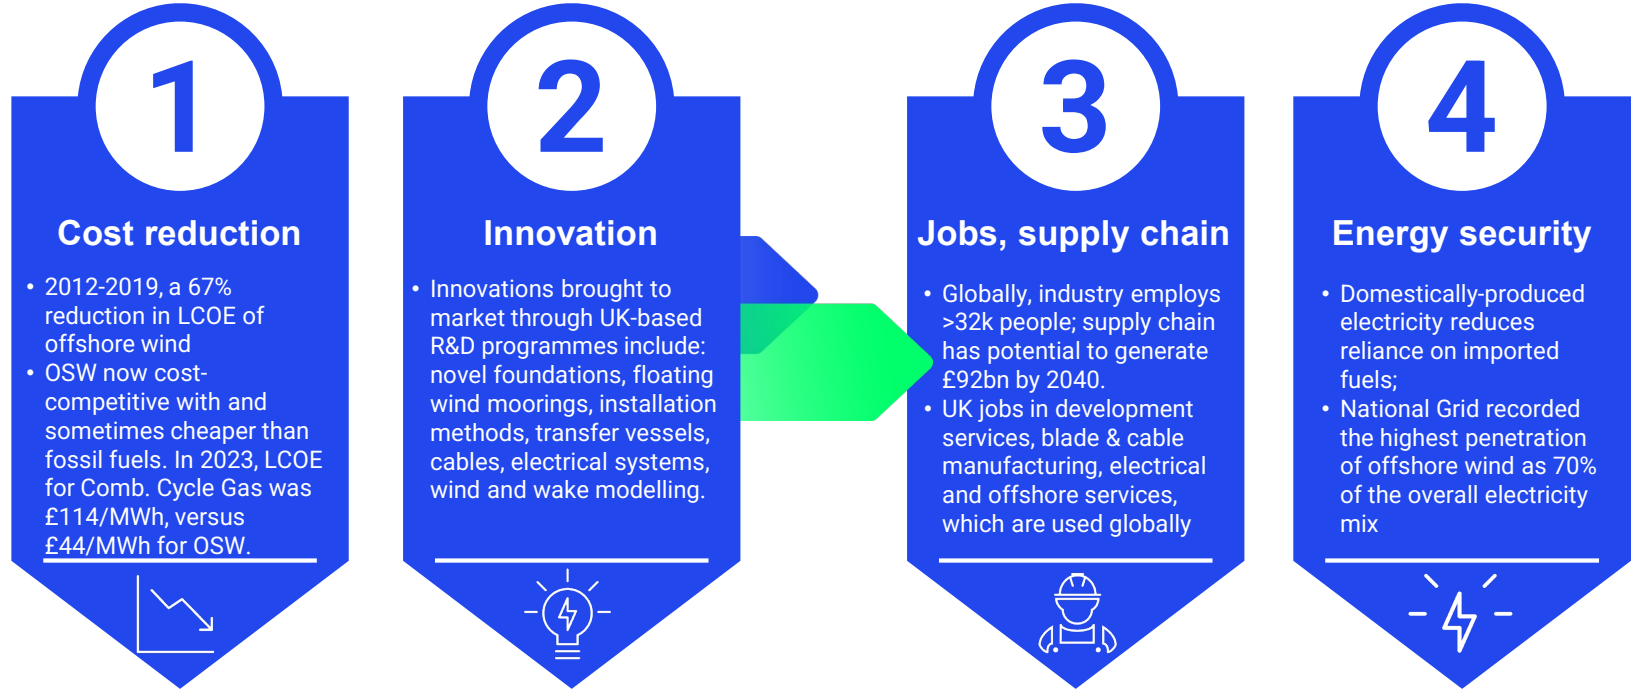 1
Cost reduction
• 2012-2019, a 67%
reduction in LCOE of
offshore wind
• OSW now cost-
competitive with and
sometimes cheaper than
fossil fuels. In 2023, LCOE
for Comb. Cycle Gas was
£114/MWh, versus
£44/MWh for OSW.
2
Innovation
• Innovations brought to
market through UK-based
R&D programmes include:
novel foundations, floating
wind moorings, installation
methods, transfer vessels,
cables, electrical systems,
wind and wake modelling.
3
Jobs, supply chain
• Globally, industry employs
>32k people; supply chain
has potential to generate
£92bn by 2040.
• UK jobs in development
services, blade & cable
manufacturing, electrical
and offshore services,
which are used globally
4
Energy security
• Domestically-produced
electricity reduces
reliance on imported
fuels;
• National Grid recorded
the highest penetration
of offshore wind as 70%
of the overall electricity
mix